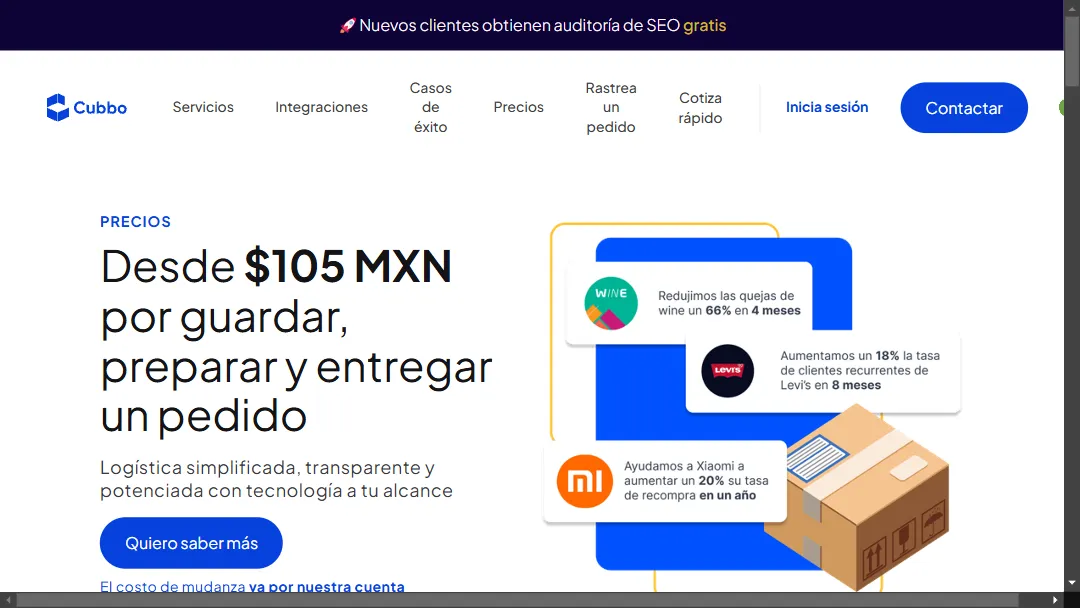 🚀 Nuevos clientes obtienen auditoría de SEO gratis
Cubbo
Servicios
Integraciones
Casos
de
éxito
Precios
Rastrea
un
pedido
Cotiza
rápido
Inicia sesión
Contactar
PRECIOS
Desde $105 MXN
por guardar,
preparar y entregar
un pedido
Logística simplificada, transparente y
potenciada con tecnología a tu alcance
Quiero saber más
El costo de mudanza va por nuestra cuenta
WINE
Redujimos las quejas de
wine un 66% en 4 meses
Levi's
Aumentamos un 18% la tasa
de clientes recurrentes de
Levi's en 8 meses
mi
Ayudamos a Xiaomi a
aumentar un 20% su tasa
de recompra en un año